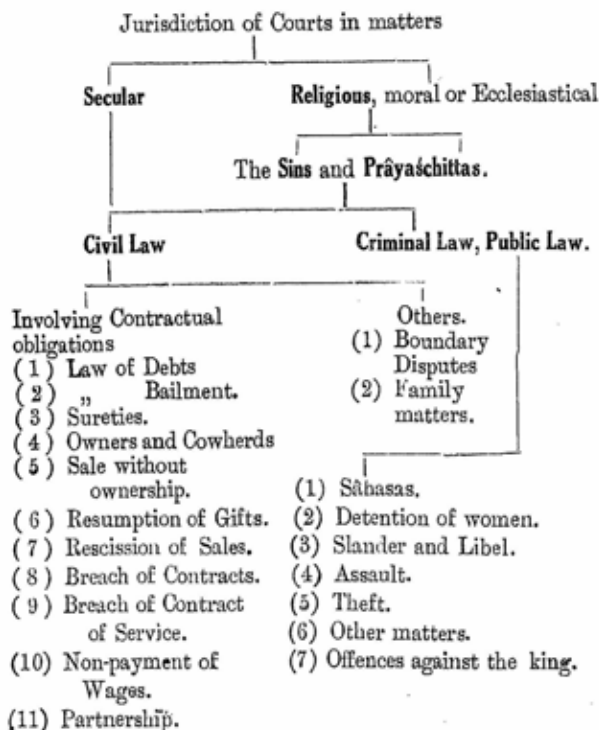 Jurisdiction of Courts in matters
Secular
Religious, moral or Ecclesiastical
The Sins and Prâyaśchittas.
Civil Law
Criminal Law, Public Law.
Involving Contractual
obligations
(1) Law of Debts
(2) „ Bailment.
(3) Sureties.
(4) Owners and Cowherds
(5) Sale without
ownership.
(6) Resumption of Gifts.
(7) Rescission of Sales.
(8) Breach of Contracts.
(9) Breach of Contract
of Service.
(10) Non-payment of
Wages.
(11) Partnership.
Others.
(1) Boundary
Disputes
(2) Family
matters.
(1) Sâhasas.
(2) Detention of women.
(3) Slander and Libel.
(4) Assault.
(5) Theft.
(6) Other matters.
(7) Offences against the king.